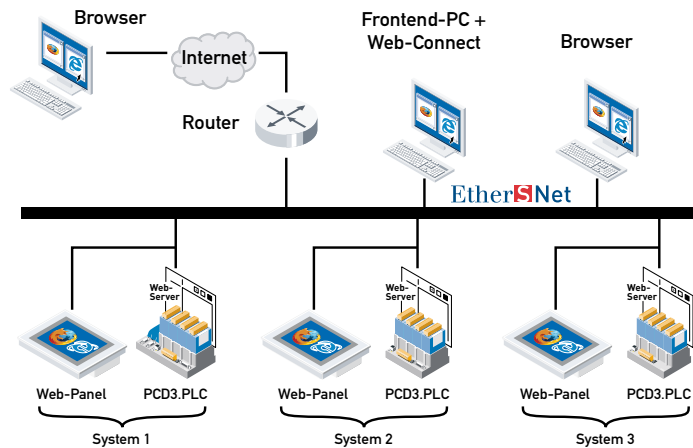 Browser
Internet
Router
Frontend-PC +
Web-Connect
Browser
EtherSNet
Web-
Server
Web-Panel
PCD3.PLC
System 1
Web-
Server
Web-Panel
PCD3.PLC
System 2
Web-
Server
Web-Panel
PCD3.PLC
System 3